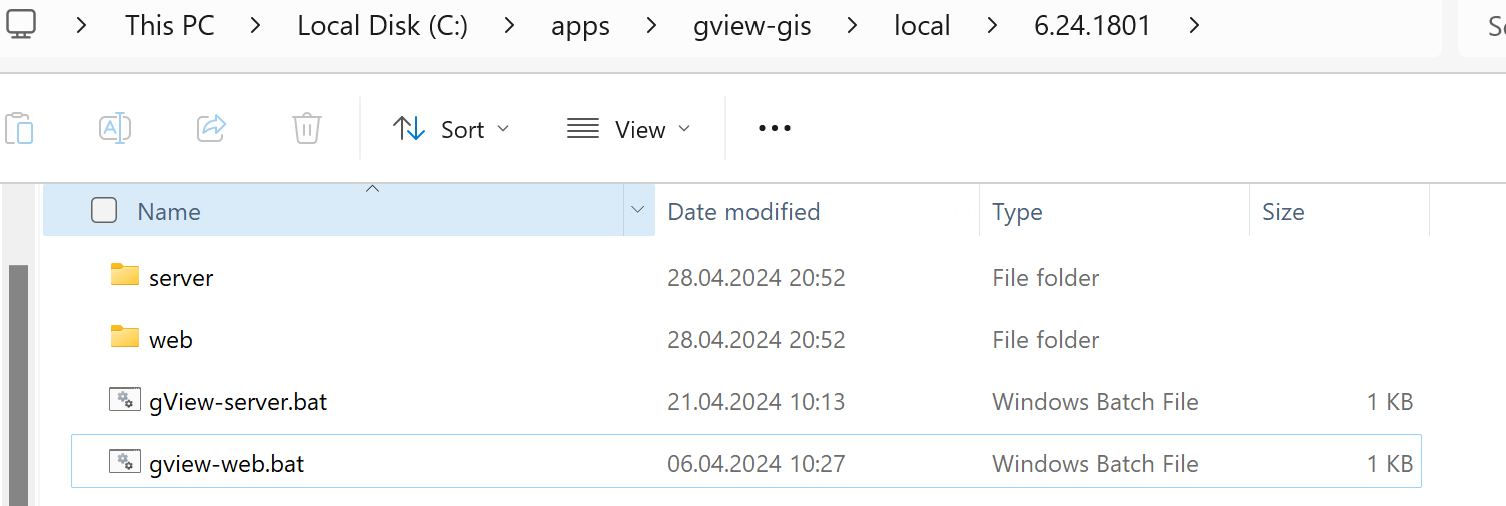 This PC > Local Disk (C:) > apps > gview-gis > local > 6.24.1801 >
Sort View •••
Name Date modified Type Size
server 28.04.2024 20:52 File folder
web 28.04.2024 20:52 File folder
gView-server.bat 21.04.2024 10:13 Windows Batch File 1 KB
gview-web.bat 06.04.2024 10:27 Windows Batch File 1 KB